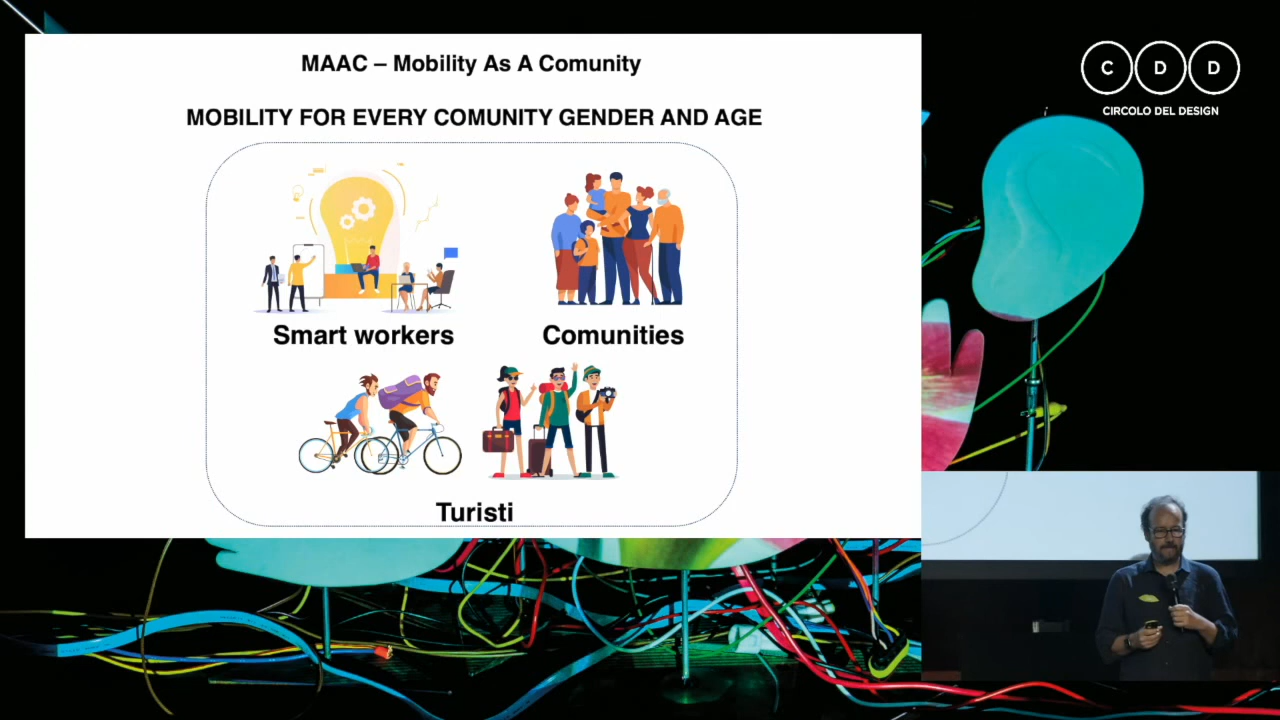 MAAC – Mobility As A Comunity
MOBILITY FOR EVERY COMUNITY GENDER AND AGE
Smart workers
Comunities
Turisti
C D D
CIRCOLO DEL DESIGN